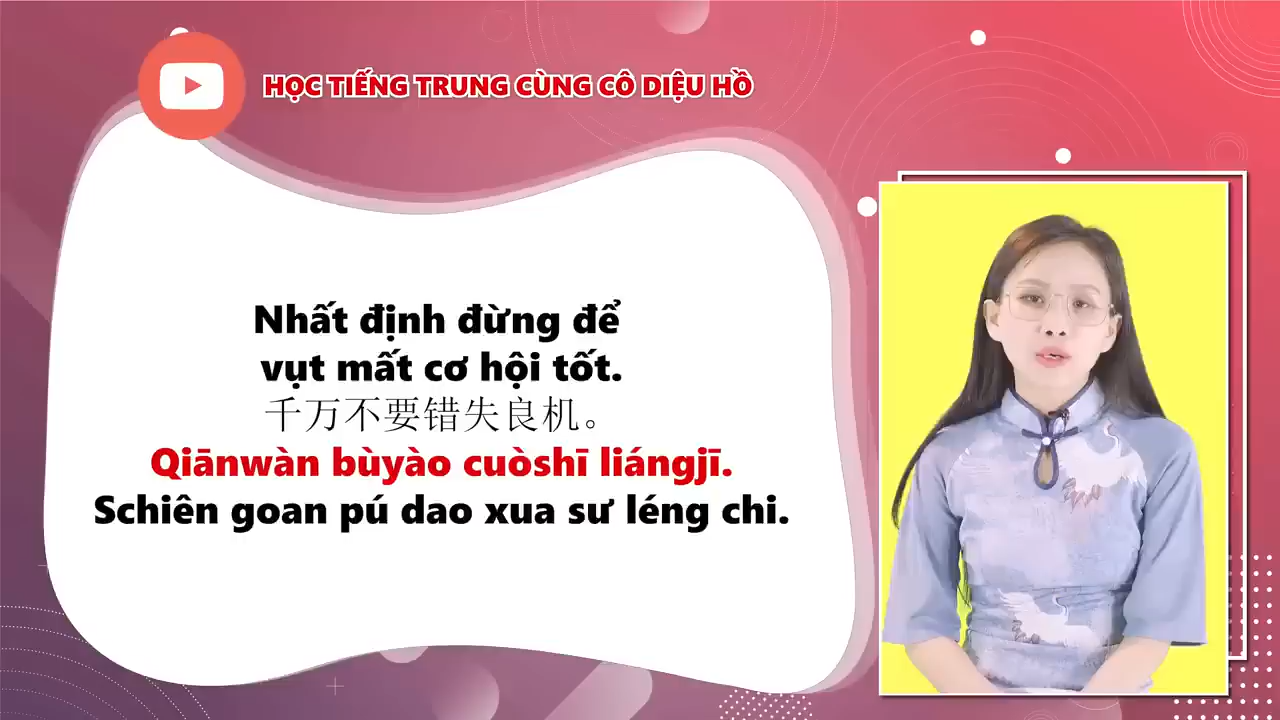 HỌC TIẾNG TRUNG CÙNG CÔ DIỆU HỒ
Nhất định đừng để
vụt mất cơ hội tốt.
千万不要错失良机。
Qiānwàn bùyào cuòshī liángjī.
Schiên goan pú dao xua sư léng chi.